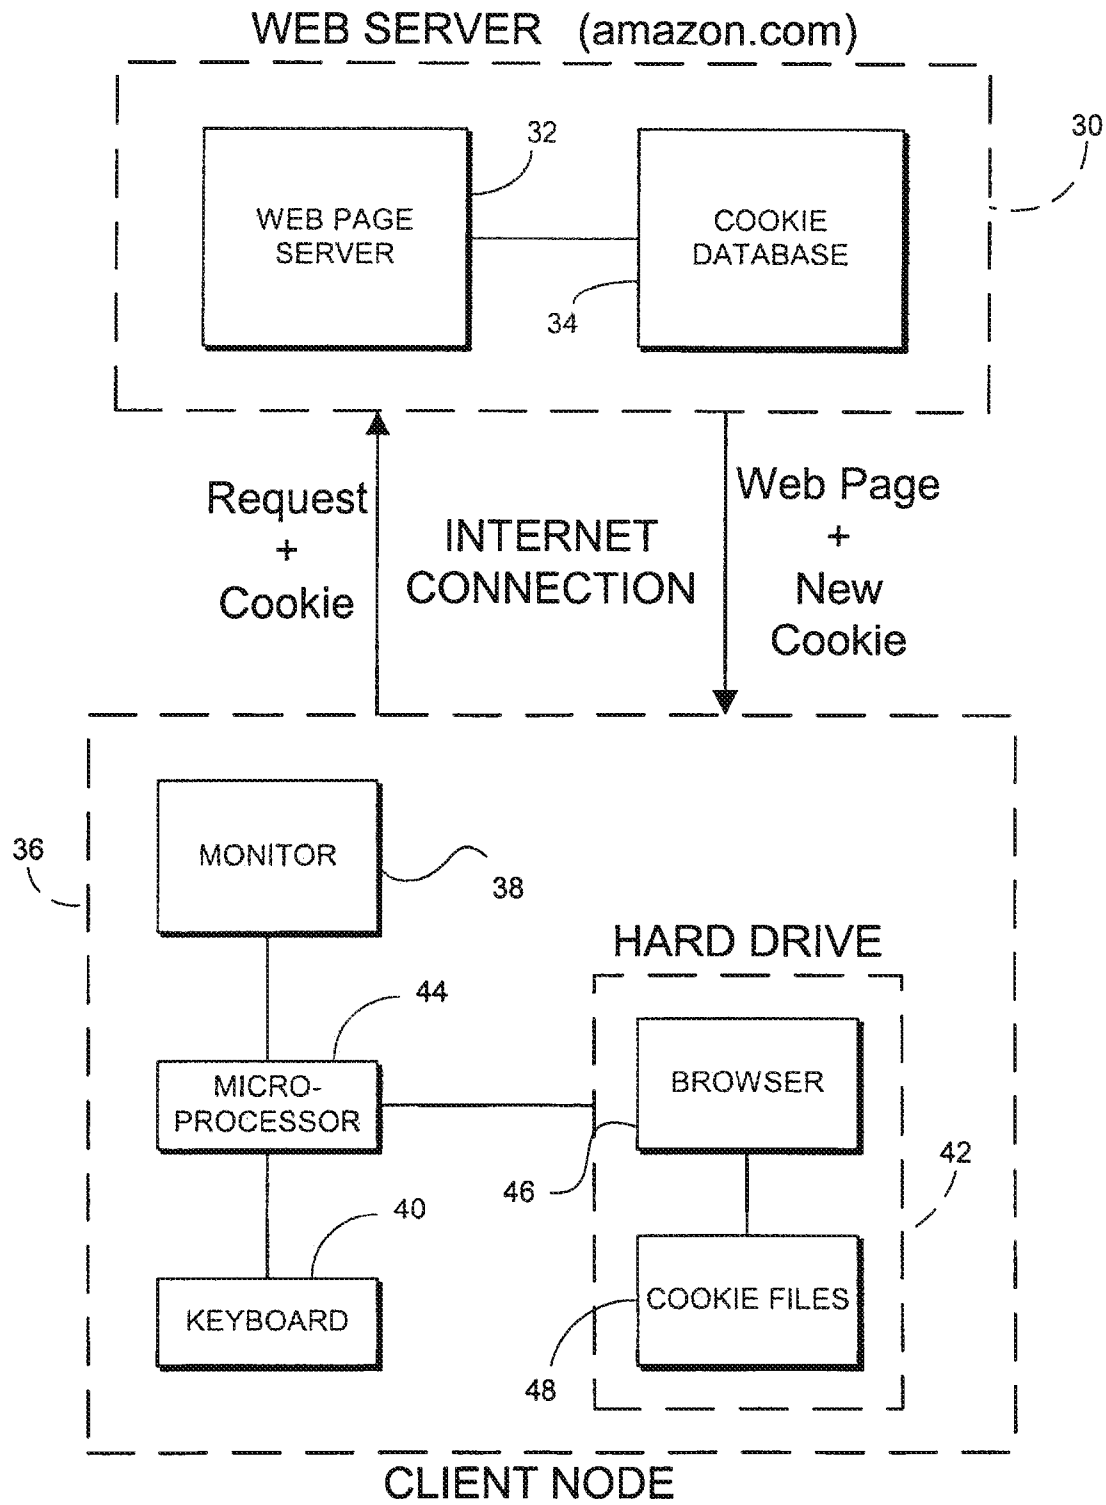 WEB SERVER (amazon.com)
30
32
WEB PAGE
SERVER
COOKIE
DATABASE
34
Request
+
Cookie
INTERNET
CONNECTION
Web Page
+
New
Cookie
36
MONITOR
38
HARD DRIVE
44
MICRO-
PROCESSOR
BROWSER
46
42
40
KEYBOARD
COOKIE FILES
48
CLIENT NODE